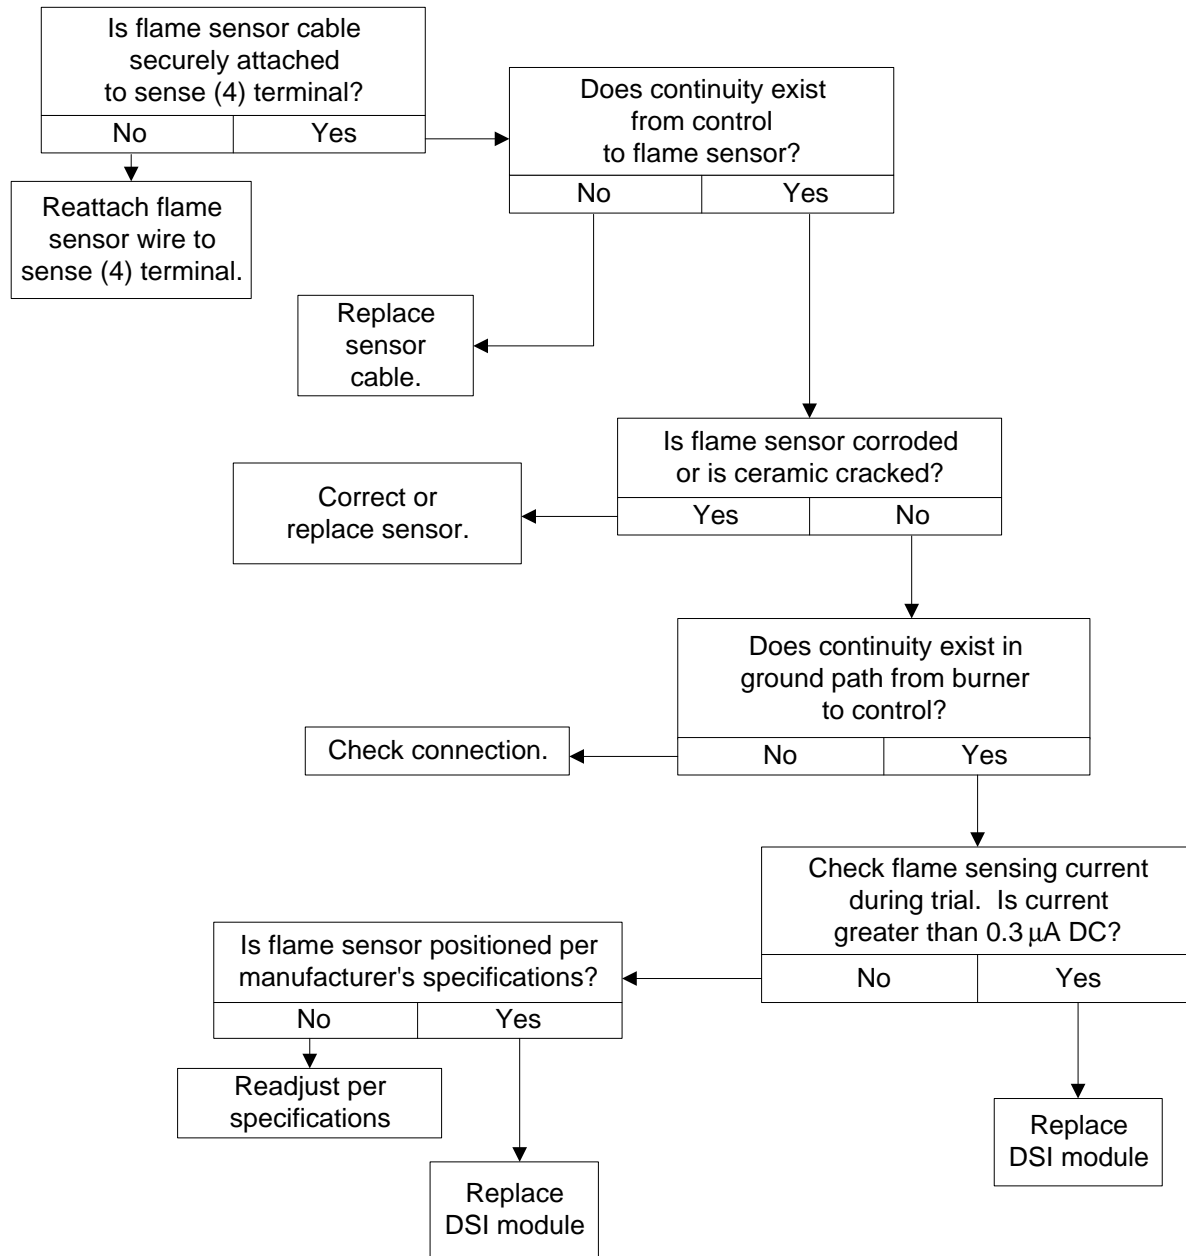 Is flame sensor cable
securely attached
to sense (4) terminal?
No Yes
Does continuity exist
from control
to flame sensor?
No Yes
Reattach flame
sensor wire to
sense (4) terminal.
Replace
sensor
cable.
Is flame sensor corroded
or is ceramic cracked?
Yes No
Correct or
replace sensor.
Does continuity exist in
ground path from burner
to control?
No Yes
Check connection.
Check flame sensing current
during trial. Is current
greater than 0.3 μA DC?
No Yes
Is flame sensor positioned per
manufacturer's specifications?
No Yes
Readjust per
specifications
Replace
DSI module
Replace
DSI module